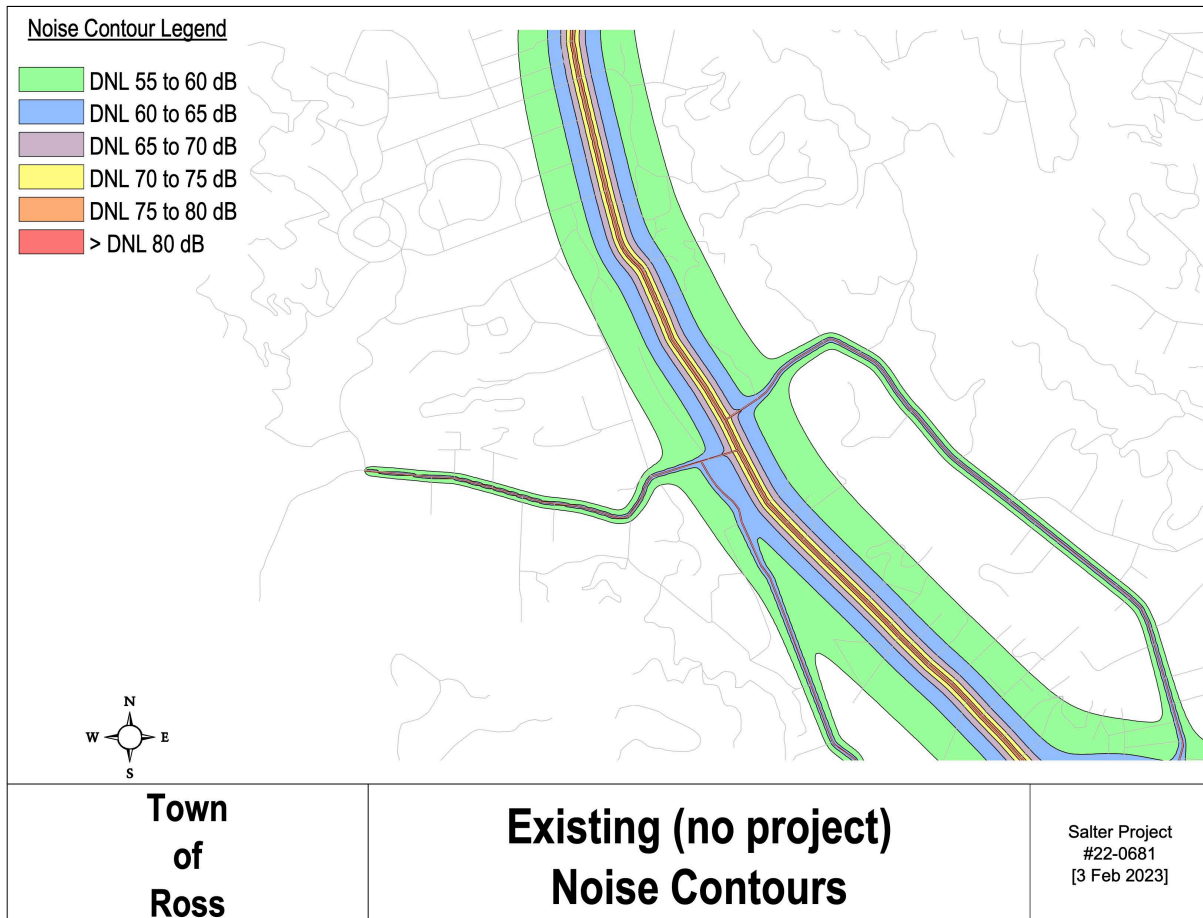 Noise Contour Legend
DNL 55 to 60 dB
DNL 60 to 65 dB
DNL 65 to 70 dB
DNL 70 to 75 dB
DNL 75 to 80 dB
> DNL 80 dB
N
W E
S
Town
of
Ross
Existing (no project)
Noise Contours
Salter Project
#22-0681
[3 Feb 2023]